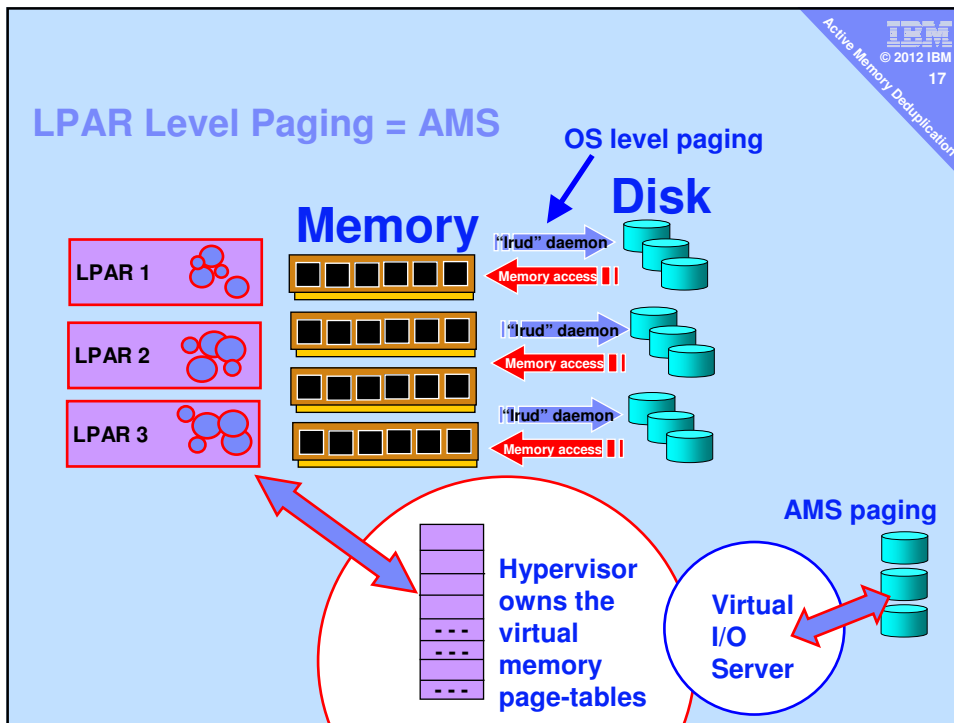 IBM
© 2012 IBM
17
Active Memory Deduplication
LPAR Level Paging = AMS
OS level paging
Memory
Disk
LPAR 1
“lrud” daemon
Memory access
LPAR 2
“lrud” daemon
Memory access
LPAR 3
“lrud” daemon
Memory access
AMS paging
- - -
- - -
- - -
Hypervisor
owns the
virtual
memory
page-tables
Virtual
I/O
Server